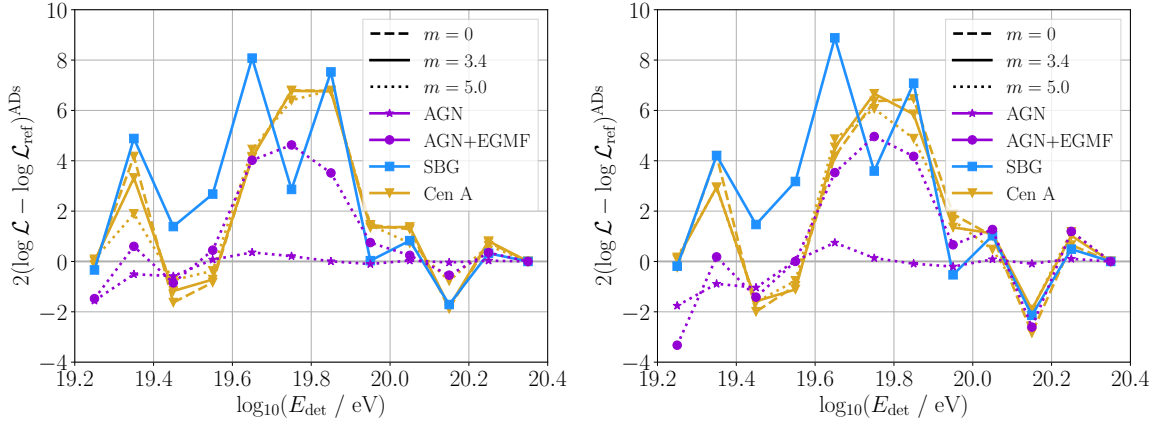 10
8
6
4
2
0
−2
−4
2(log ℒ − log ℒ_ref)^ADs
m = 0
m = 3.4
m = 5.0
AGN
AGN+EGMF
SBG
Cen A
19.2 19.4 19.6 19.8 20.0 20.2 20.4
log₁₀(E_det / eV)
10
8
6
4
2
0
−2
−4
2(log ℒ − log ℒ_ref)^ADs
m = 0
m = 3.4
m = 5.0
AGN
AGN+EGMF
SBG
Cen A
19.2 19.4 19.6 19.8 20.0 20.2 20.4
log₁₀(E_det / eV)